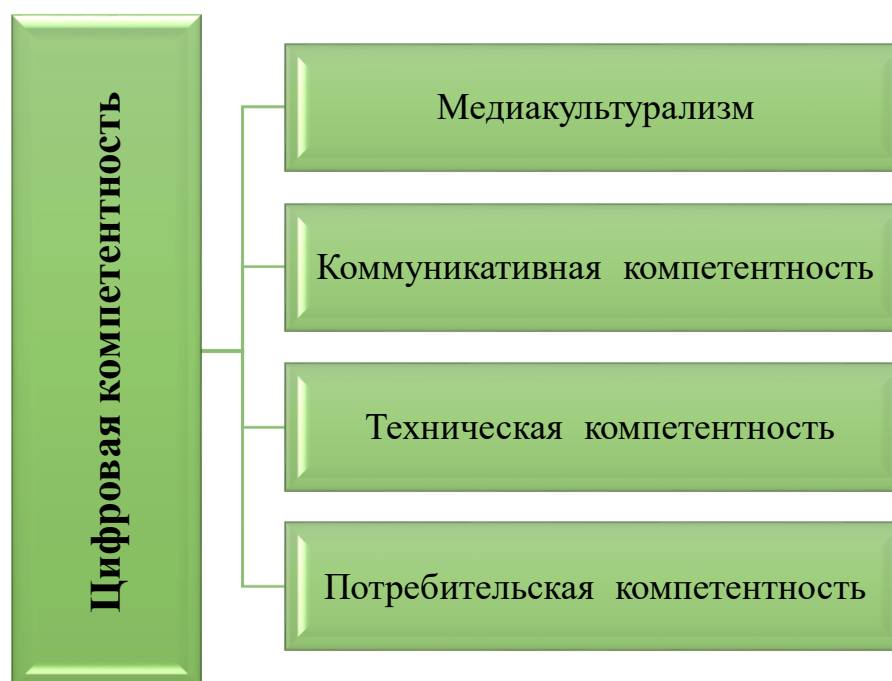 Цифровая компетентность
Медиакультурализм
Коммуникативная компетентность
Техническая компетентность
Потребительская компетентность